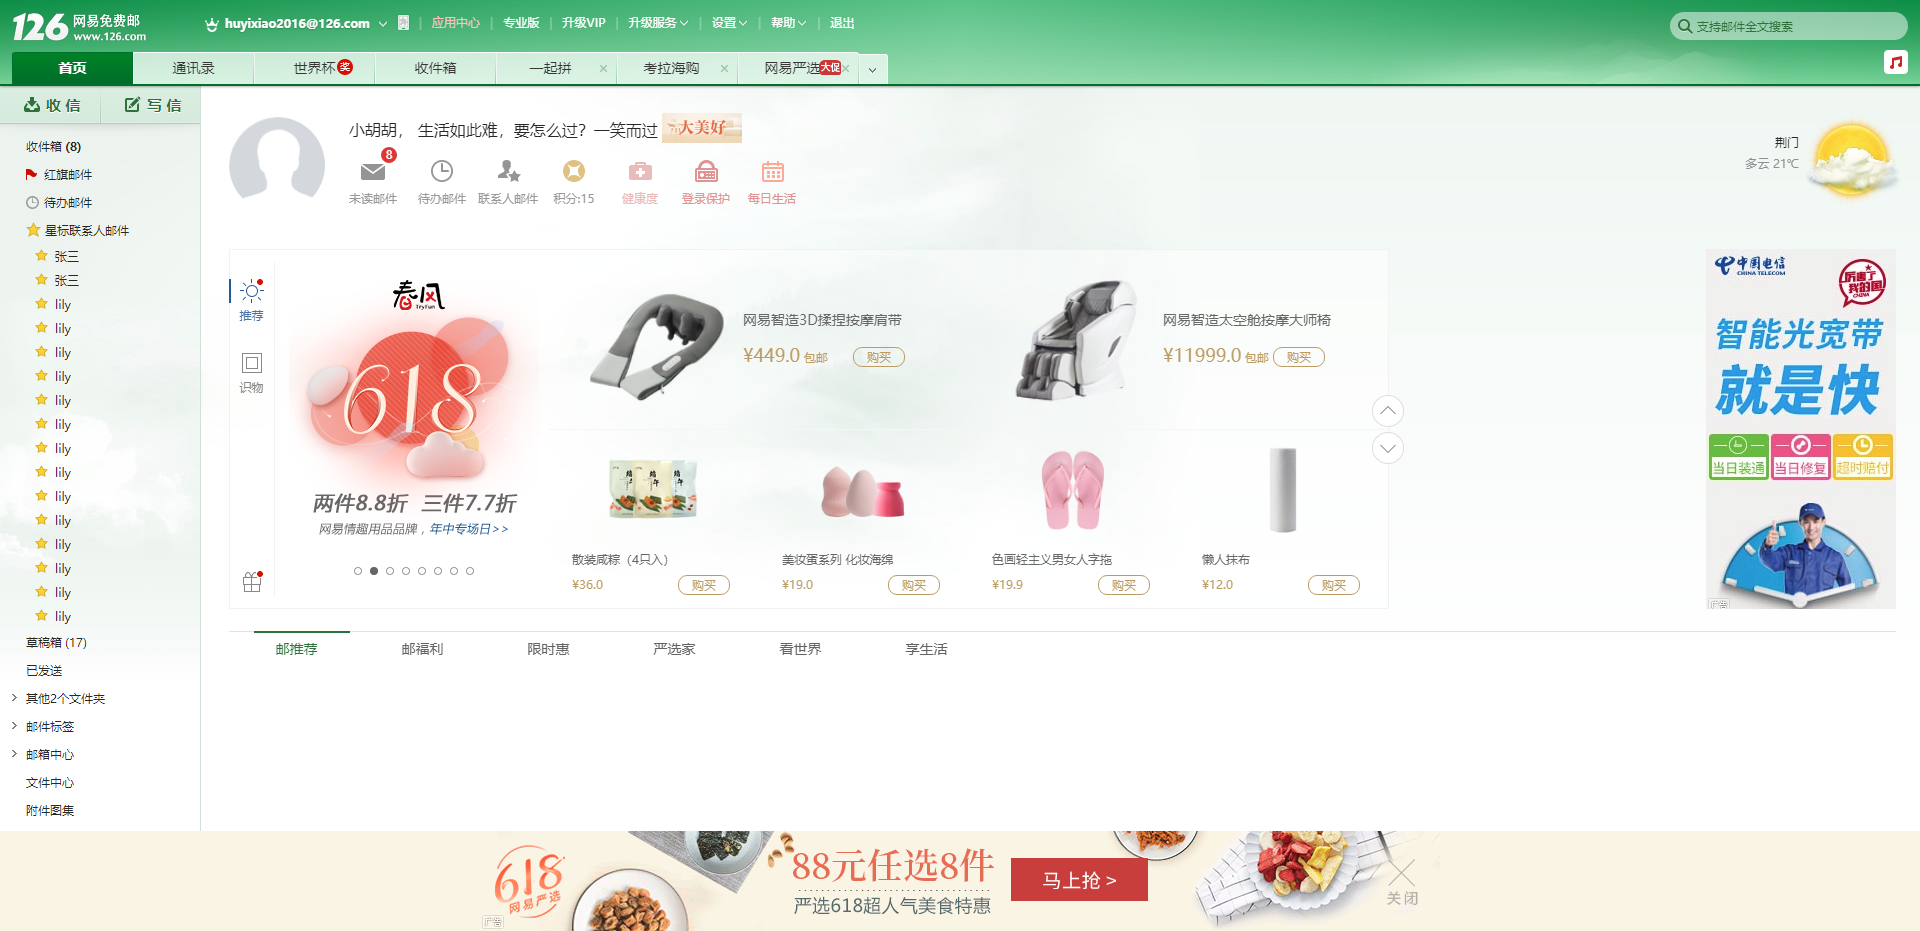 126 网易免费邮
www.126.com
huyixiao2016@126.com
应用中心
专业版
升级VIP
升级服务
设置
帮助
退出
支持邮件全文搜索
首页
通讯录
世界杯 奖
收件箱
一起拼
考拉海购
网易严选 大促
收 信
写 信
收件箱 (8)
红旗邮件
待办邮件
星标联系人邮件
张三
张三
lily
lily
lily
lily
lily
lily
lily
lily
lily
lily
lily
lily
lily
lily
草稿箱 (17)
已发送
其他2个文件夹
邮件标签
邮箱中心
文件中心
附件图集
小胡胡， 生活如此难，要怎么过？一笑而过
大美好
8
未读邮件
待办邮件
联系人邮件
积分:15
健康度
登录保护
每日生活
荆门
多云 21℃
推荐
识物
春风
TryFun
618
两件8.8折 三件7.7折
网易情趣用品品牌，年中专场日>>
网易智造3D揉捏按摩肩带
¥449.0 包邮 购买
网易智造太空舱按摩大师椅
¥11999.0 包邮 购买
端午 端午 端午
散装咸粽（4只入）
¥36.0 购买
美妆蛋系列 化妆海绵
¥19.0 购买
色画轻主义男女人字拖
¥19.9 购买
懒人抹布
¥12.0 购买
中国电信
CHINA TELECOM
厉害了
我的国
CHINA
智能光宽带
就是快
当日装通
当日修复
超时赔付
广告
邮推荐
邮福利
限时惠
严选家
看世界
享生活
618
网易严选
广告
88元任选8件
严选618超人气美食特惠
马上抢 >
关闭